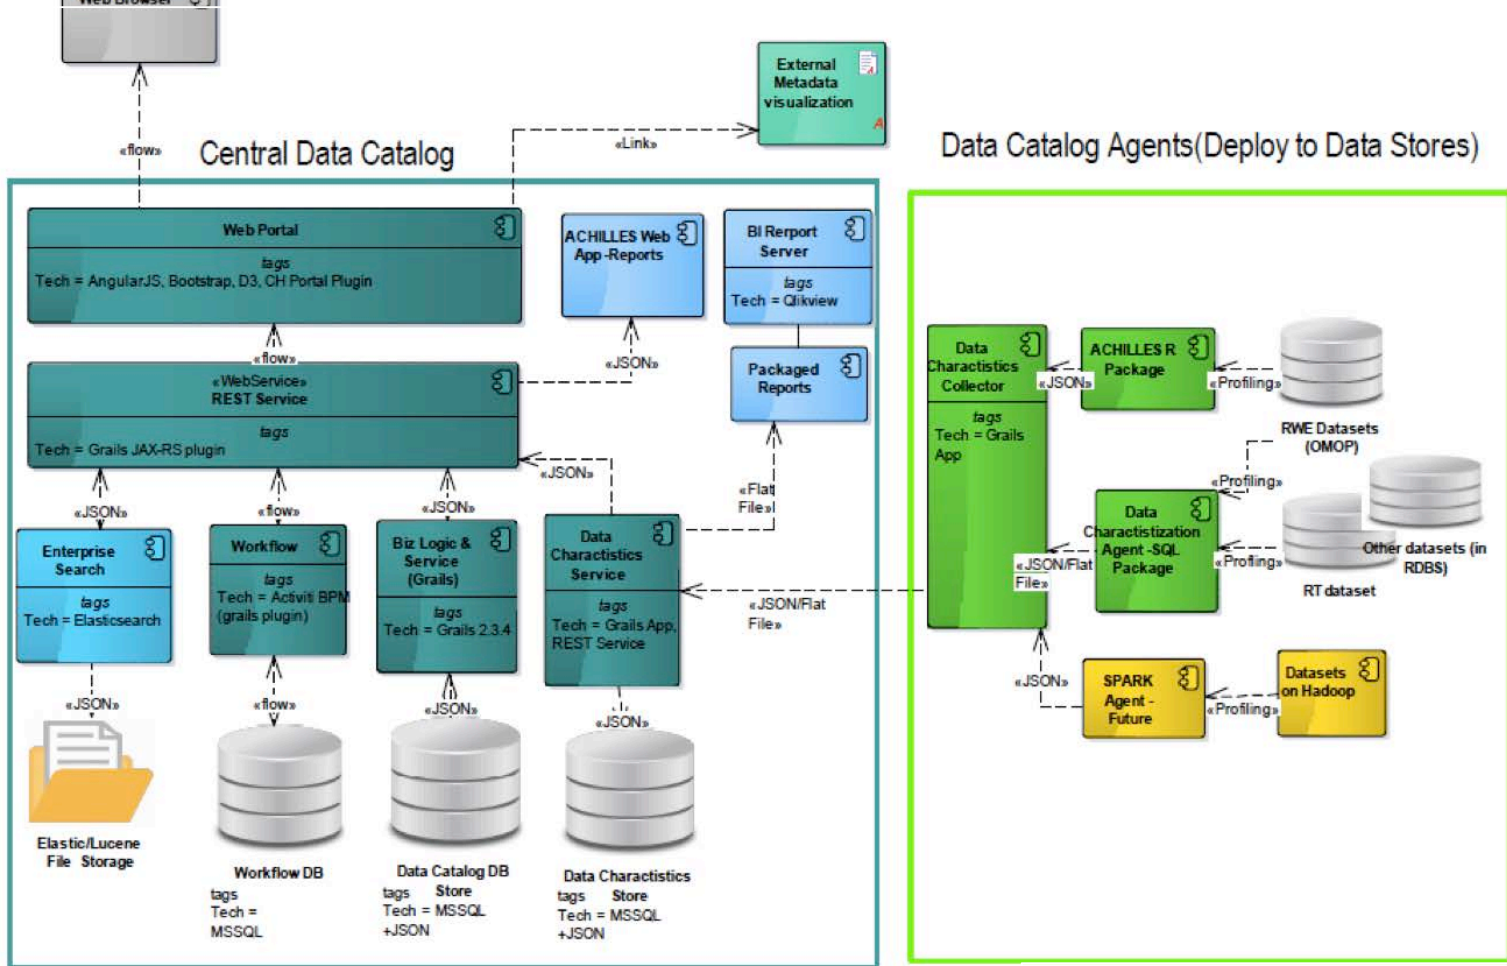 Web Browser
External
Metadata
visualization
A
«flow»
«Link»
Central Data Catalog
Data Catalog Agents(Deploy to Data Stores)
Web Portal
tags
Tech = AngularJS, Bootstrap, D3, CH Portal Plugin
ACHILLES Web
App -Reports
BI Rerport
Server
tags
Tech = Qlikview
«flow»
«JSON»
«WebService»
REST Service
tags
Tech = Grails JAX-RS plugin
Packaged
Reports
«JSON»
«Flat
File»
«JSON»
«flow»
«JSON»
Enterprise
Search
tags
Tech = Elasticsearch
Workflow
tags
Tech = Activiti BPM
(grails plugin)
Biz Logic &
Service
(Grails)
tags
Tech = Grails 2.3.4
Data
Charactistics
Service
tags
Tech = Grails App,
REST Service
«JSON/Flat
File»
«JSON»
«flow»
«JSON»
«JSON»
Elastic/Lucene
File Storage
Workflow DB
tags
Tech =
MSSQL
Data Catalog DB
tags Store
Tech = MSSQL
+JSON
Data Charactistics
tags Store
Tech = MSSQL
+JSON
Data
Charactistics
Collector
tags
Tech = Grails
App
«JSON»
ACHILLES R
Package
«Profiling»
RWE Datasets
(OMOP)
«Profiling»
Data
Charactistization
Agent -SQL
Package
«JSON/Flat
File»
«Profling»
Other datasets (in
RDBS)
RT dataset
«JSON»
SPARK
Agent -
Future
«Profiling»
Datasets
on Hadoop